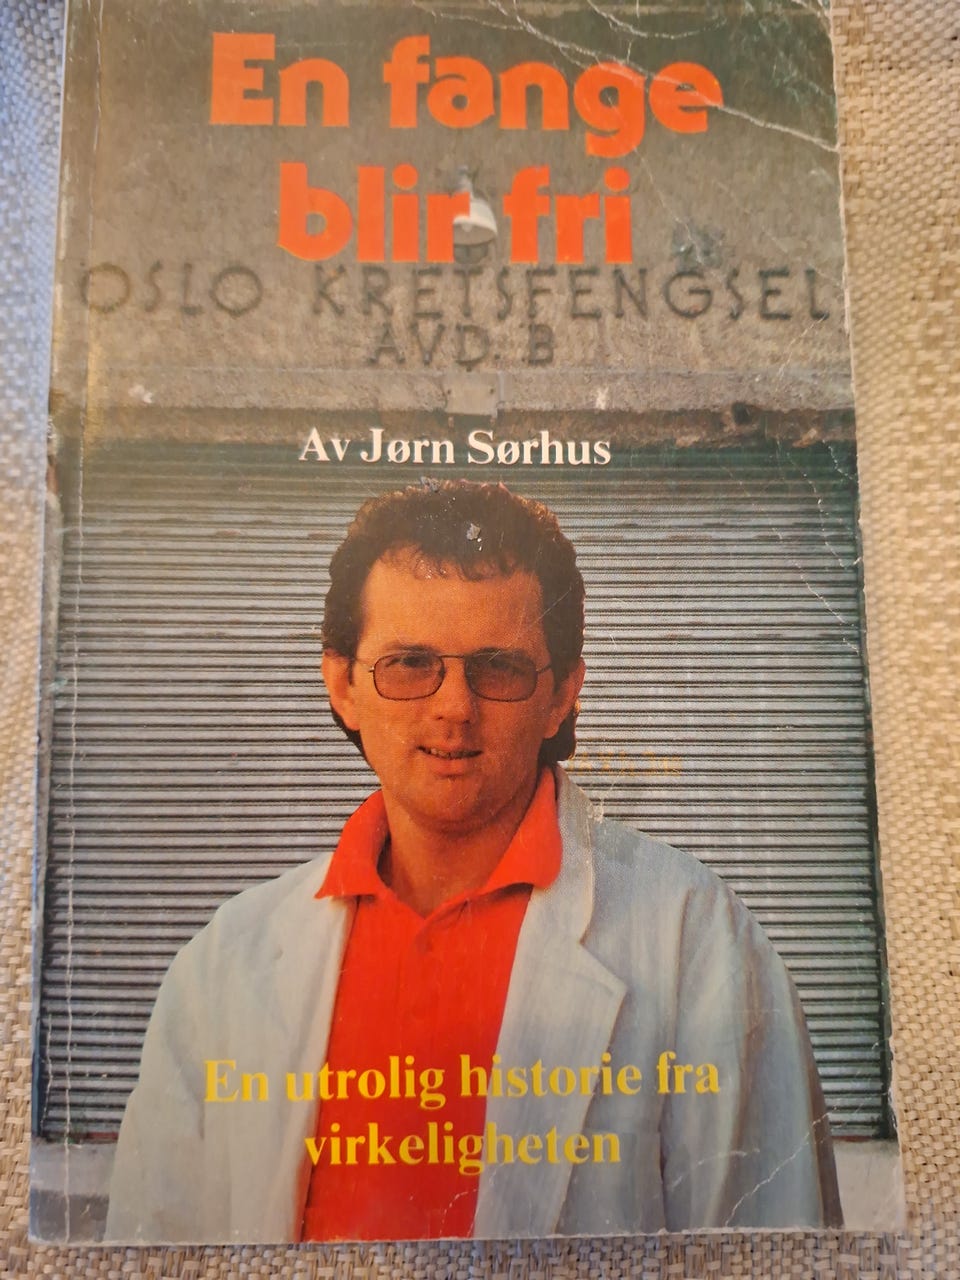 En fange
blir fri
OSLO KRETSFENGSEL
AVD. B
Av Jørn Sørhus
En utrolig historie fra
virkeligheten